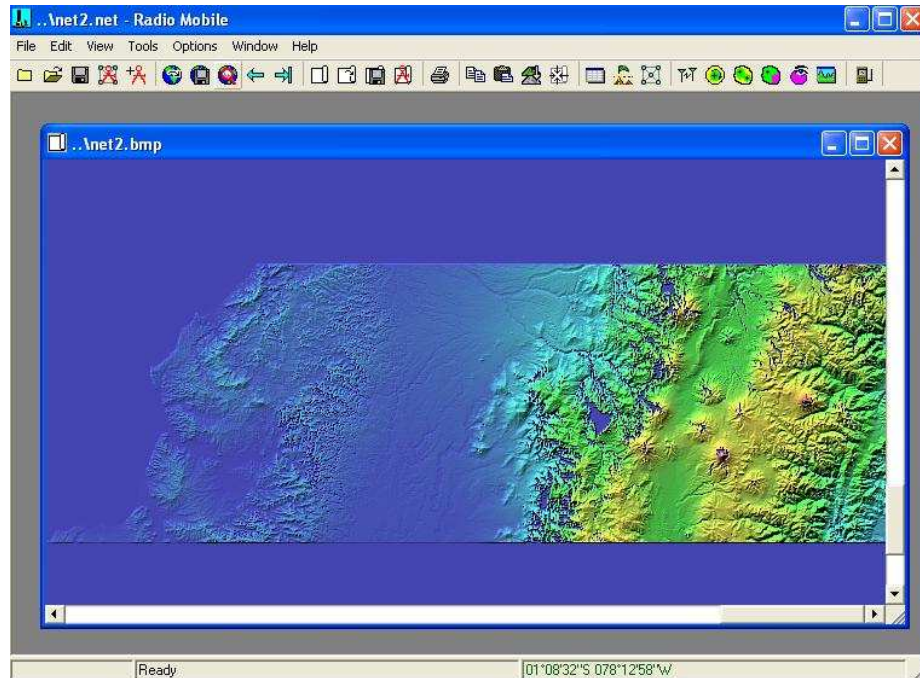 ..\net2.net - Radio Mobile
File Edit View Tools Options Window Help
..\net2.bmp
Ready 01°08'32"S 078°12'58"W